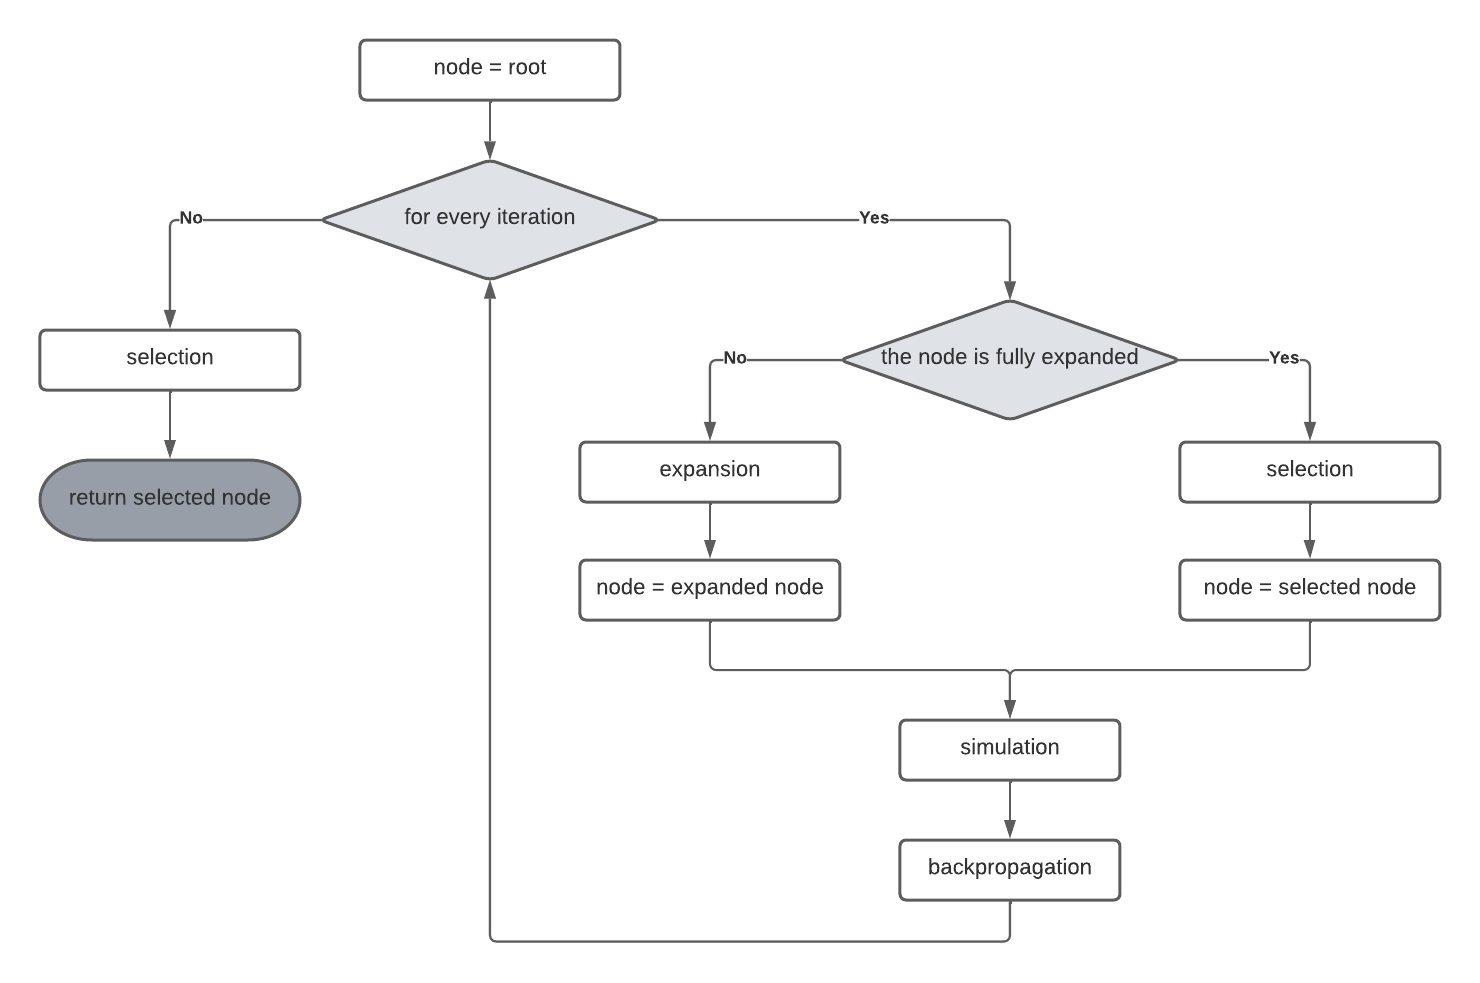 node = root
for every iteration
No
Yes
selection
return selected node
the node is fully expanded
No
Yes
expansion
selection
node = expanded node
node = selected node
simulation
backpropagation